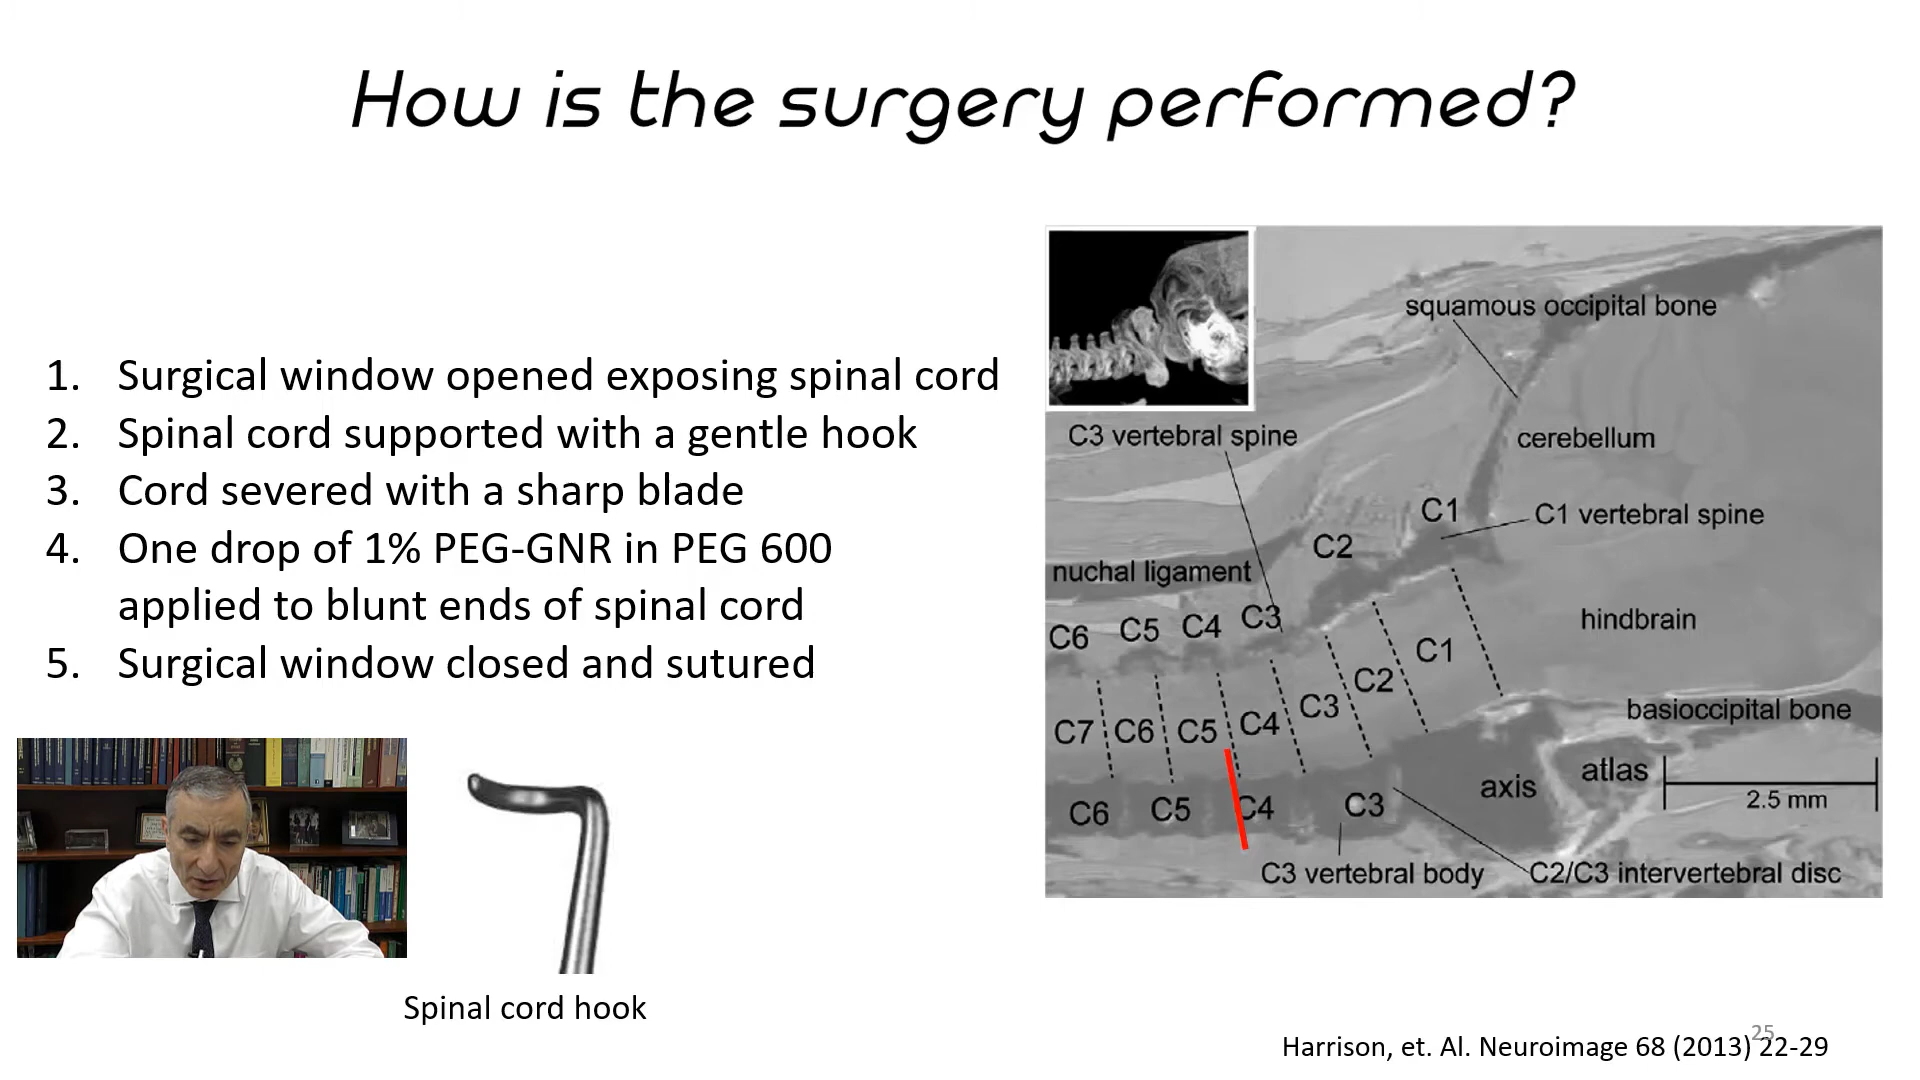 How is the surgery performed?
1. Surgical window opened exposing spinal cord
2. Spinal cord supported with a gentle hook
3. Cord severed with a sharp blade
4. One drop of 1% PEG-GNR in PEG 600
applied to blunt ends of spinal cord
5. Surgical window closed and sutured
Spinal cord hook
squamous occipital bone
C3 vertebral spine
cerebellum
C1
C1 vertebral spine
C2
nuchal ligament
C6 C5 C4 C3
hindbrain
C7 C6 C5 C4 C3 C2 C1
basioccipital bone
C6 C5 C4 C3
axis
atlas
2.5 mm
C3 vertebral body
C2/C3 intervertebral disc
25
Harrison, et. Al. Neuroimage 68 (2013) 22-29